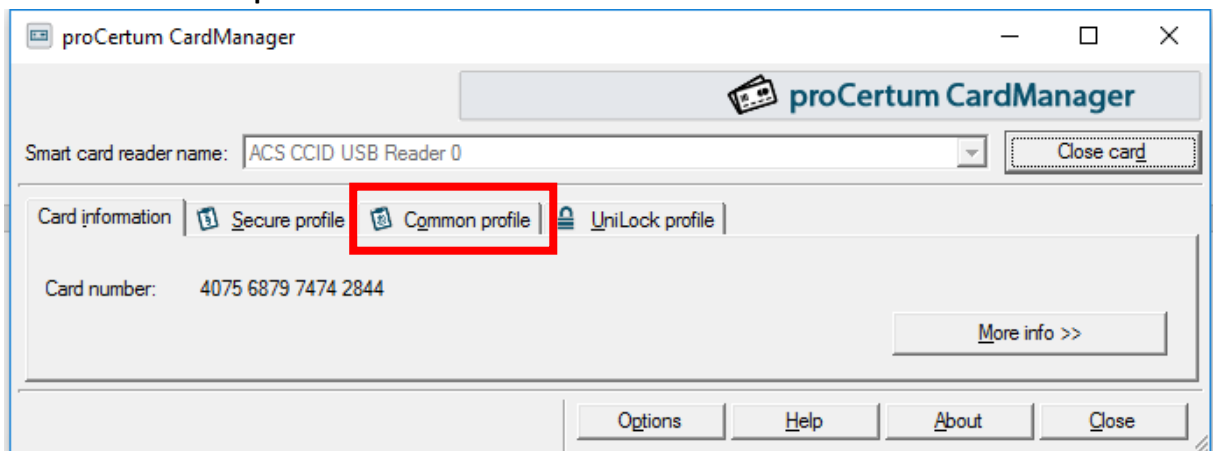 proCertum CardManager
proCertum CardManager
Smart card reader name: ACS CCID USB Reader 0 Close card
Card information Secure profile Common profile UniLock profile
Card number: 4075 6879 7474 2844
More info >>
Options Help About Close